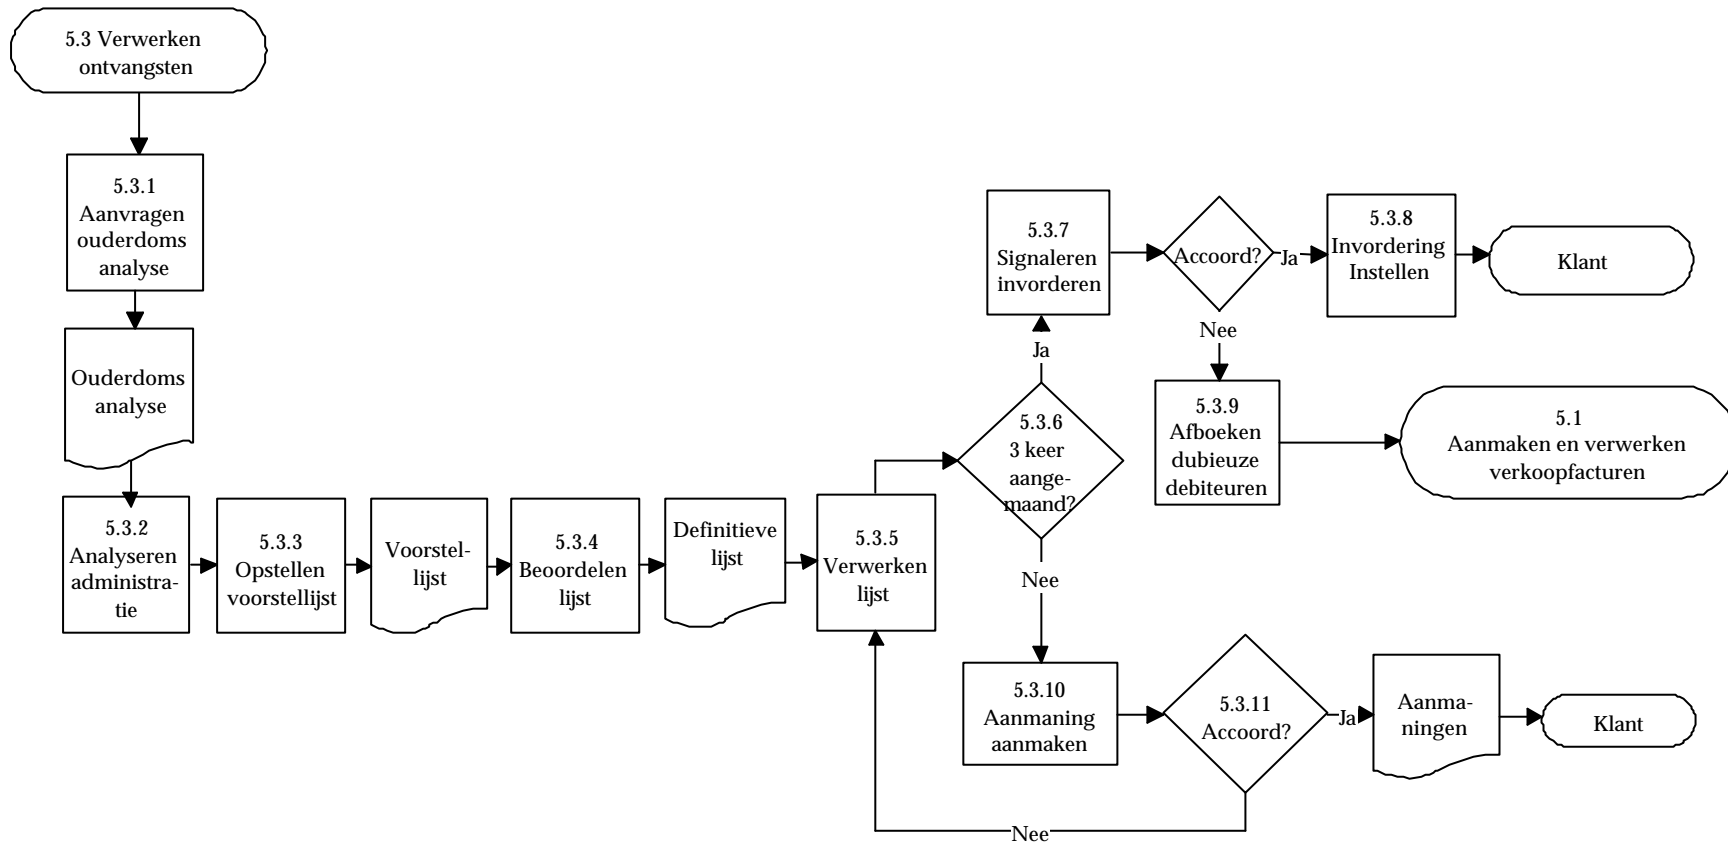 5.3 Verwerken
ontvangsten
5.3.1
Aanvragen
ouderdoms
analyse
Ouderdoms
analyse
5.3.2
Analyseren
administra-
tie
5.3.3
Opstellen
voorstellijst
Voorstel-
lijst
5.3.4
Beoordelen
lijst
Definitieve
lijst
5.3.5
Verwerken
lijst
5.3.6
3 keer
aange-
maand?
Ja
5.3.7
Signaleren
invorderen
Accoord?
Ja
5.3.8
Invordering
Instellen
Klant
Nee
5.3.9
Afboeken
dubieuze
debiteuren
5.1
Aanmaken en verwerken
verkoopfacturen
Nee
5.3.10
Aanmaning
aanmaken
5.3.11
Accoord?
Ja
Aanma-
ningen
Klant
Nee